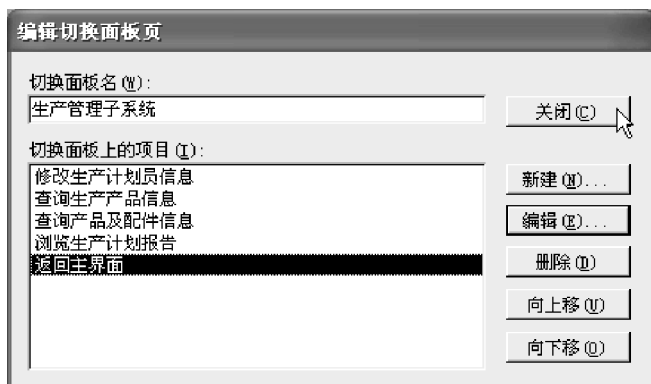 编辑切换面板页
切换面板名(W):
生产管理子系统
关闭(C)
切换面板上的项目(I):
修改生产计划员信息
查询生产产品信息
查询产品及配件信息
浏览生产计划报告
返回主界面
新建(N)...
编辑(E)...
删除(D)
向上移(U)
向下移(O)